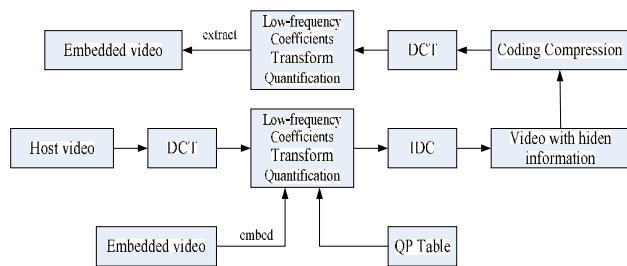 Embedded video
extract
Low-frequency
Coefficients
Transform
Quantification
DCT
Coding Compression
Host video
DCT
Low-frequency
Coefficients
Transform
Quantification
IDC
Video with hiden
information
Embedded video
embed
QP Table